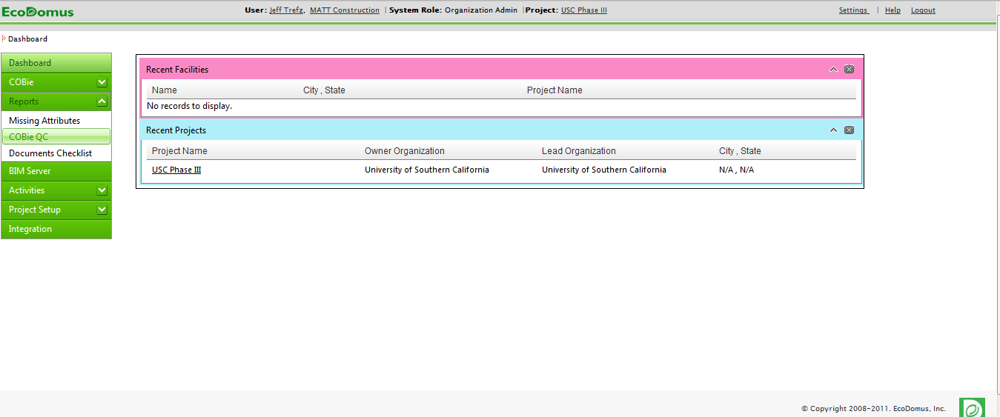 EcoDomus User: Jeff Trefz, MATT Construction | System Role: Organization Admin |Project: USC Phase III Settings | Help Logout
Dashboard
Dashboard
COBie
Reports
Missing Attributes
COBie QC
Documents Checklist
BIM Server
Activities
Project Setup
Integration
Recent Facilities
Name City , State Project Name
No records to display.
Recent Projects
Project Name Owner Organization Lead Organization City , State
USC Phase III University of Southern California University of Southern California N/A , N/A
© Copyright 2008-2011. EcoDomus, Inc.